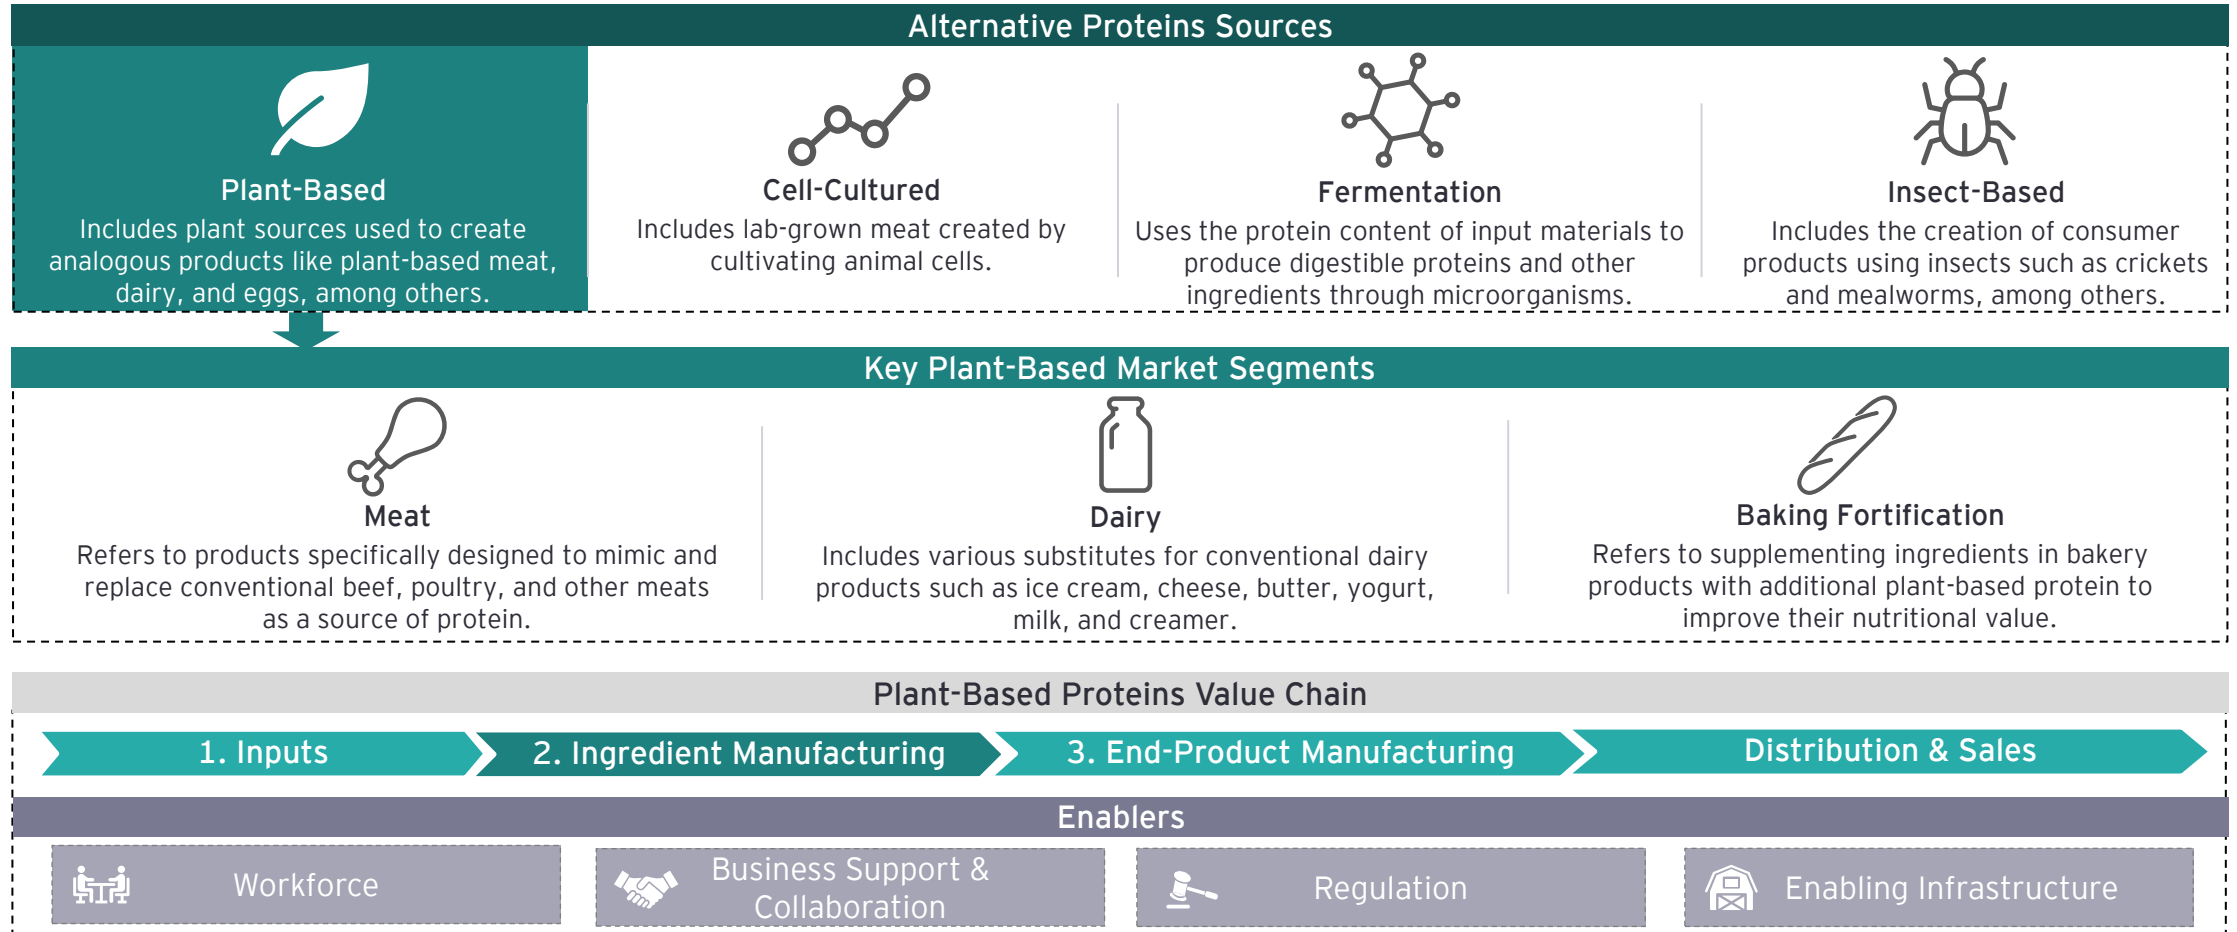 Alternative Proteins Sources
Plant-Based
Includes plant sources used to create
analogous products like plant-based meat,
dairy, and eggs, among others.
Cell-Cultured
Includes lab-grown meat created by
cultivating animal cells.
Fermentation
Uses the protein content of input materials to
produce digestible proteins and other
ingredients through microorganisms.
Insect-Based
Includes the creation of consumer
products using insects such as crickets
and mealworms, among others.
Key Plant-Based Market Segments
Meat
Refers to products specifically designed to mimic and
replace conventional beef, poultry, and other meats
as a source of protein.
Dairy
Includes various substitutes for conventional dairy
products such as ice cream, cheese, butter, yogurt,
milk, and creamer.
Baking Fortification
Refers to supplementing ingredients in bakery
products with additional plant-based protein to
improve their nutritional value.
Plant-Based Proteins Value Chain
1. Inputs
2. Ingredient Manufacturing
3. End-Product Manufacturing
Distribution & Sales
Enablers
Workforce
Business Support &
Collaboration
Regulation
Enabling Infrastructure